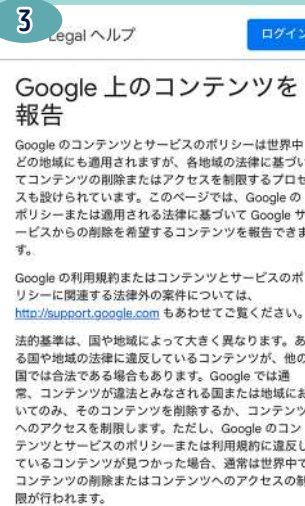 3
Legal ヘルプ
ログイン
Google 上のコンテンツを
報告
Google のコンテンツとサービスのポリシーは世界中
どの地域にも適用されますが、各地域の法律に基づい
てコンテンツの削除またはアクセスを制限するプロセ
スも設けられています。このページでは、Google の
ポリシーまたは適用される法律に基づいて Google サ
ービスからの削除を希望するコンテンツを報告できま
す。
Google の利用規約またはコンテンツとサービスのポ
リシーに関連する法律外の案件については、
http://support.google.com もあわせてご覧ください。
法的基準は、国や地域によって大きく異なります。あ
る国や地域の法律に違反しているコンテンツが、他の
国では合法である場合もあります。Google では通
常、コンテンツが違法とみなされる国または地域にお
いてのみ、そのコンテンツを削除するか、コンテンツ
へのアクセスを制限します。ただし、Google のコン
テンツとサービスのポリシーまたは利用規約に違反し
ているコンテンツが見つかった場合、通常は世界中で
コンテンツの削除またはコンテンツへのアクセスの制
限が行われます。